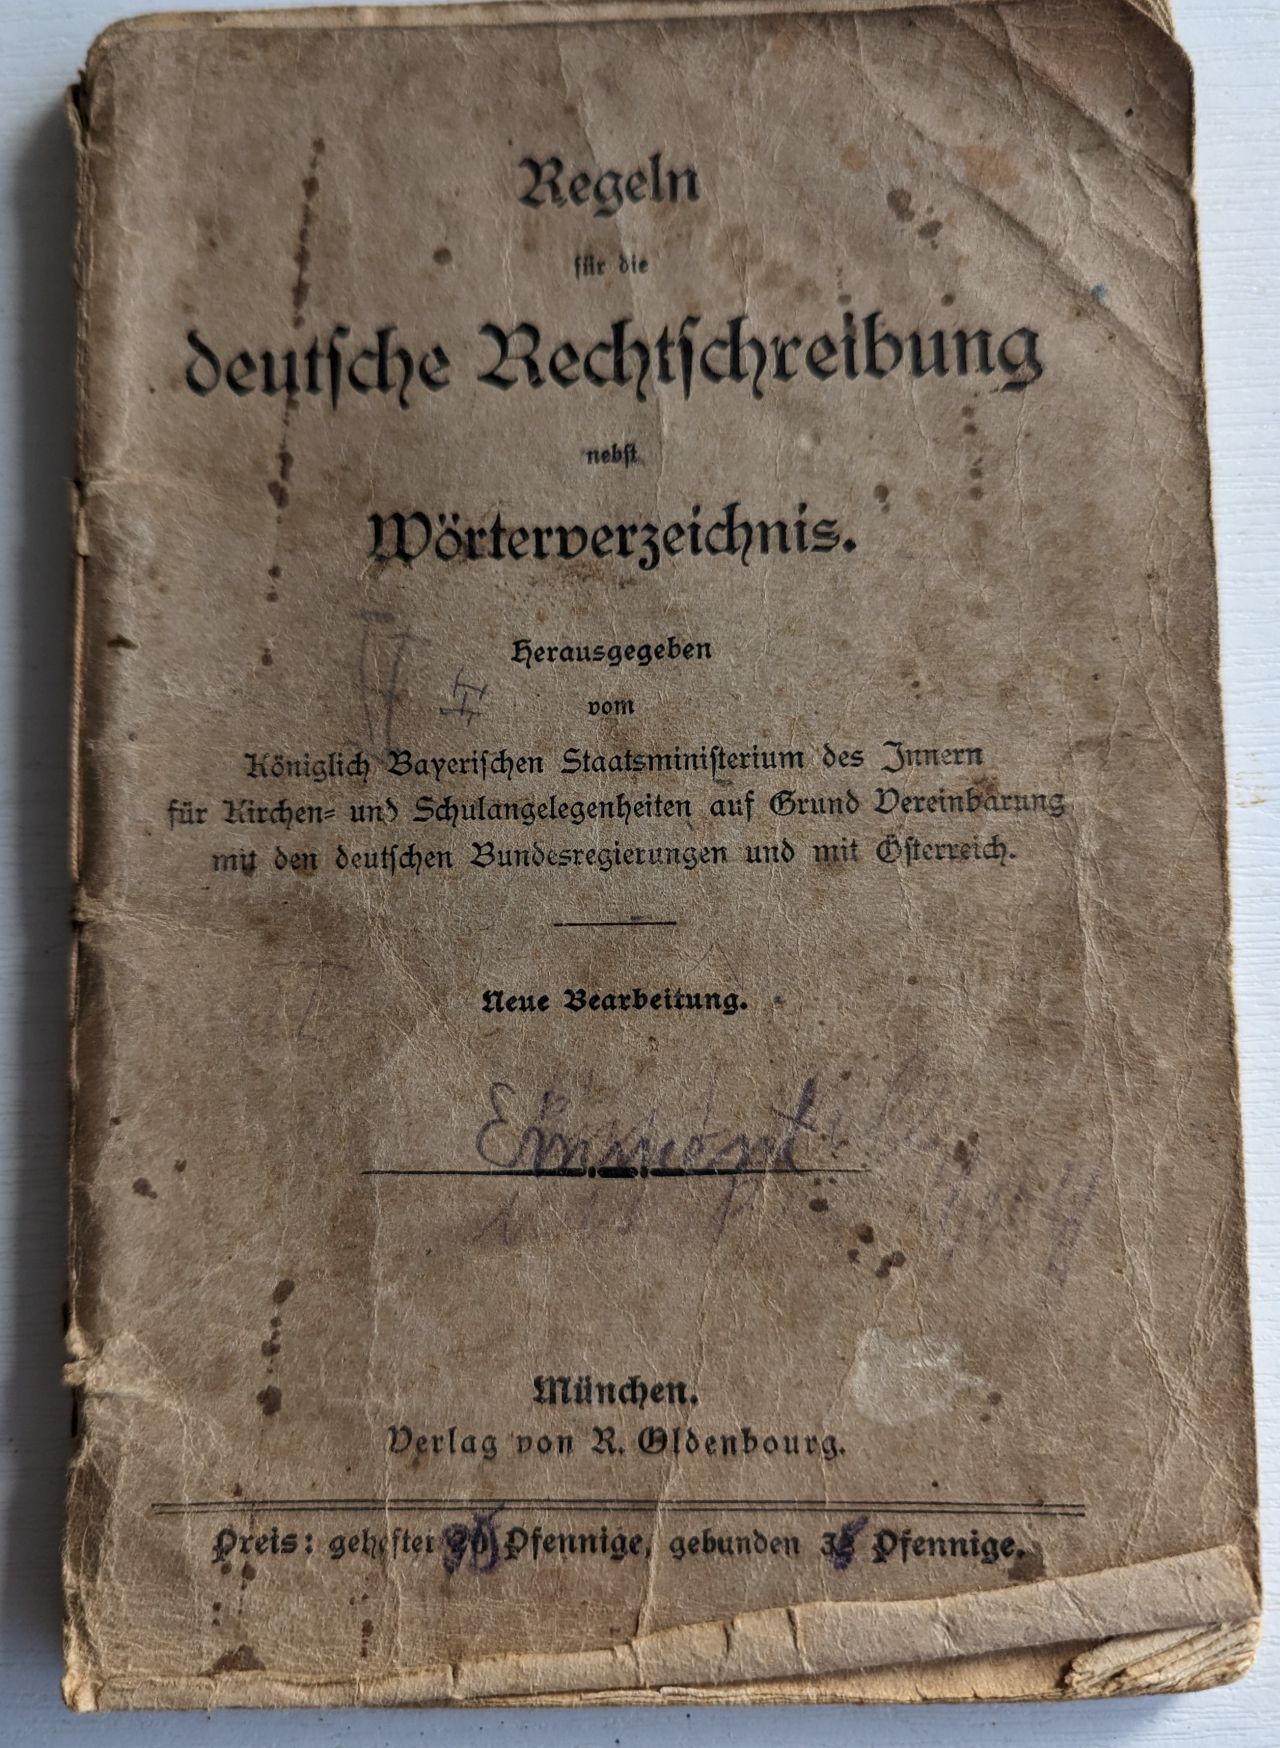 Regeln
für die
deutsche Rechtschreibung
nebst
Wörterverzeichnis.
Herausgegeben
vom
Königlich Bayerischen Staatsministerium des Innern
für Kirchen- und Schulangelegenheiten auf Grund Vereinbarung
mit den deutschen Bundesregierungen und mit Österreich.
Neue Bearbeitung.
München.
Verlag von R. Oldenbourg.
Preis: geheftet Pfennige, gebunden Pfennige.